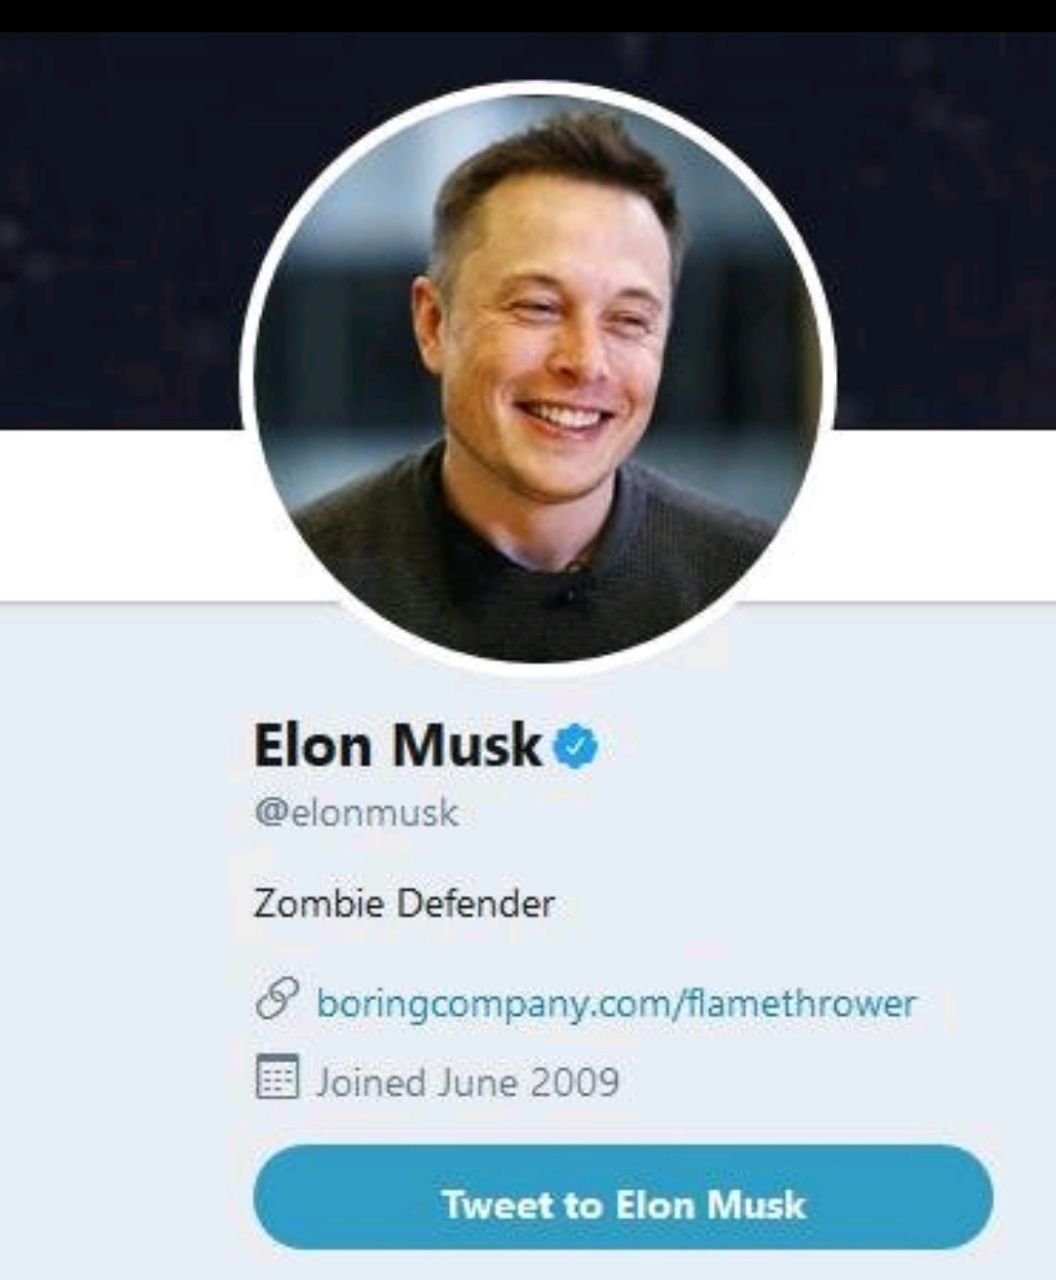 Elon Musk
@elonmusk
Zombie Defender
boringcompany.com/flamethrower
Joined June 2009
Tweet to Elon Musk